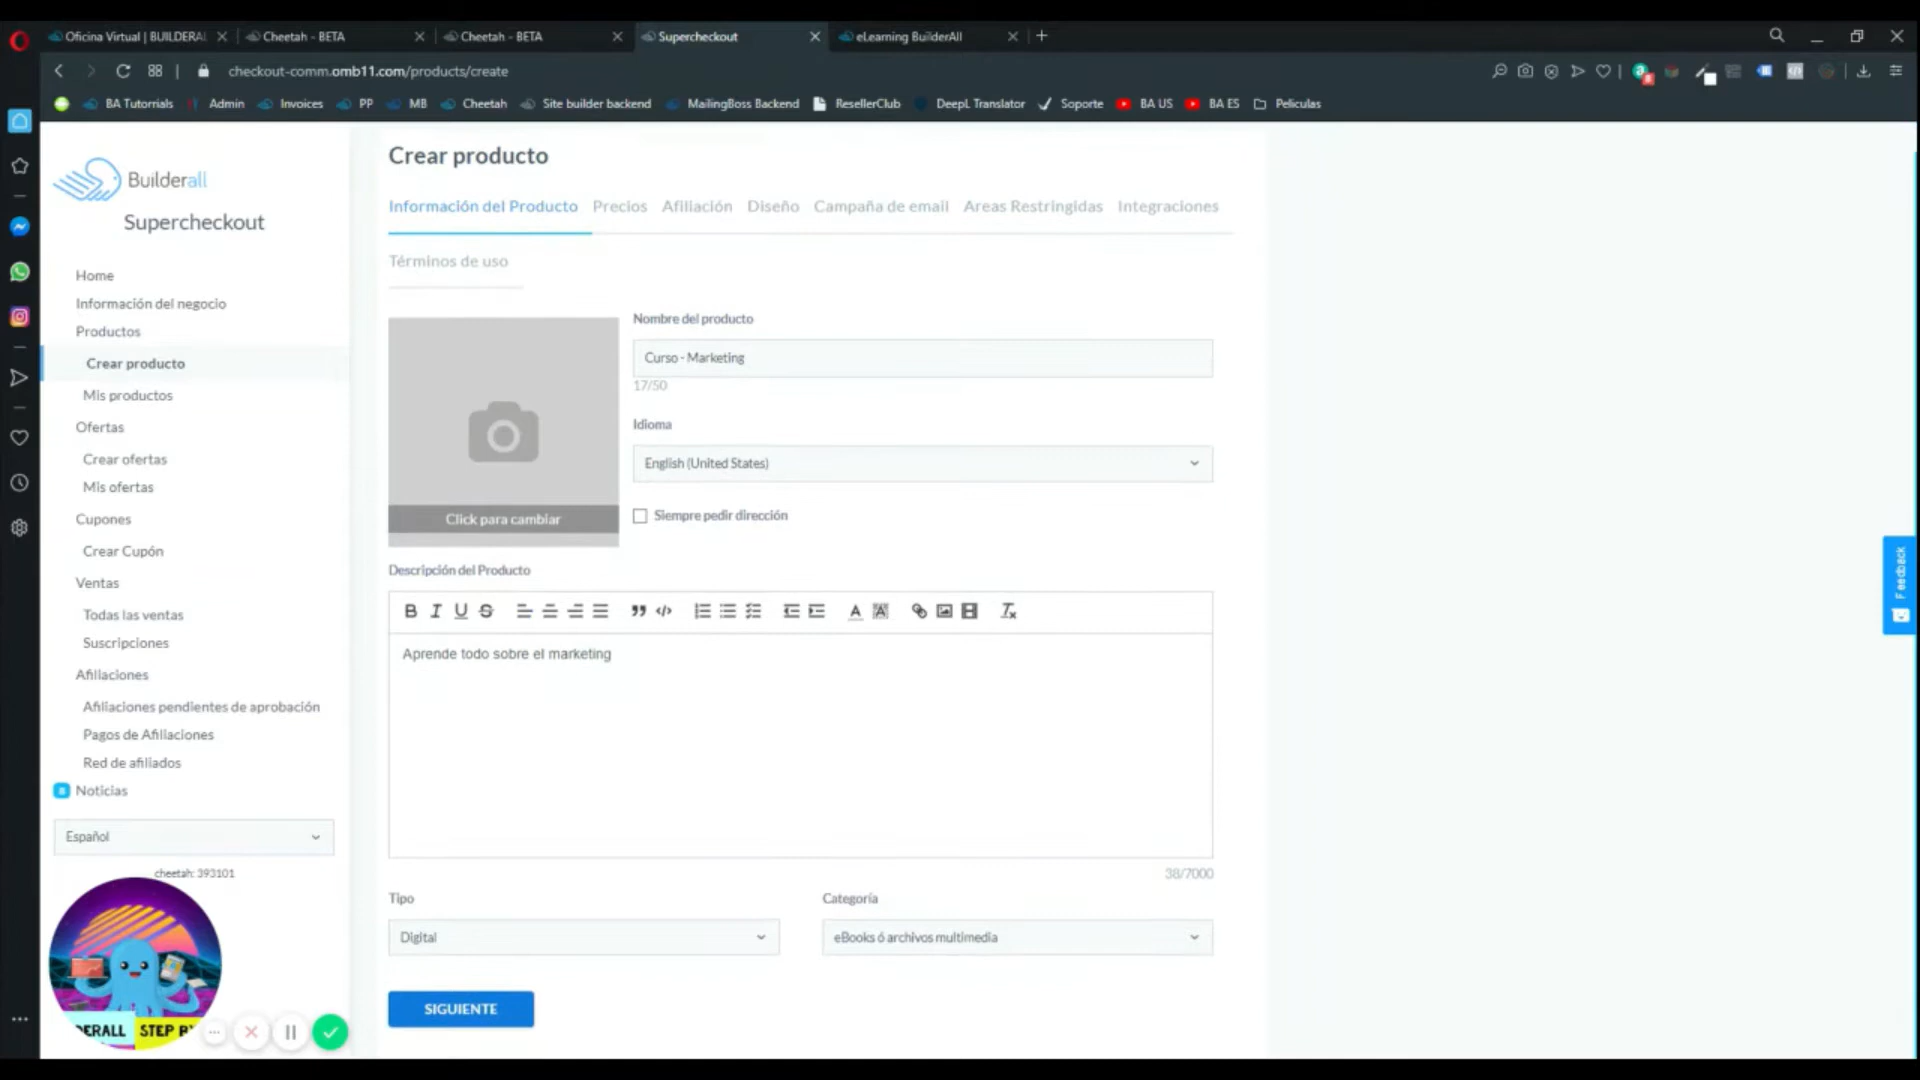 Oficina Virtual | BUILDERAL
Cheetah - BETA
Cheetah - BETA
Supercheckout
eLearning BuilderAll
checkout-comm.omb11.com/products/create
BA Tutorrials
Admin
Invoices
PP
MB
Cheetah
Site builder backend
MailingBoss Backend
ResellerClub
DeepL Translator
Soporte
BA US
BA ES
Peliculas
Builderall
Supercheckout
Home
Información del negocio
Productos
Crear producto
Mis productos
Ofertas
Crear ofertas
Mis ofertas
Cupones
Crear Cupón
Ventas
Todas las ventas
Suscripciones
Afiliaciones
Afiliaciones pendientes de aprobación
Pagos de Afiliaciones
Red de afiliados
Noticias
Español
cheetah: 393101
ERALL STEP BY
Crear producto
Información del Producto
Precios
Afiliación
Diseño
Campaña de email
Areas Restringidas
Integraciones
Términos de uso
Click para cambiar
Nombre del producto
Curso - Marketing
17/50
Idioma
English (United States)
Siempre pedir dirección
Descripción del Producto
Aprende todo sobre el marketing
38/7000
Tipo
Digital
Categoría
eBooks ó archivos multimedia
SIGUIENTE
Feedback